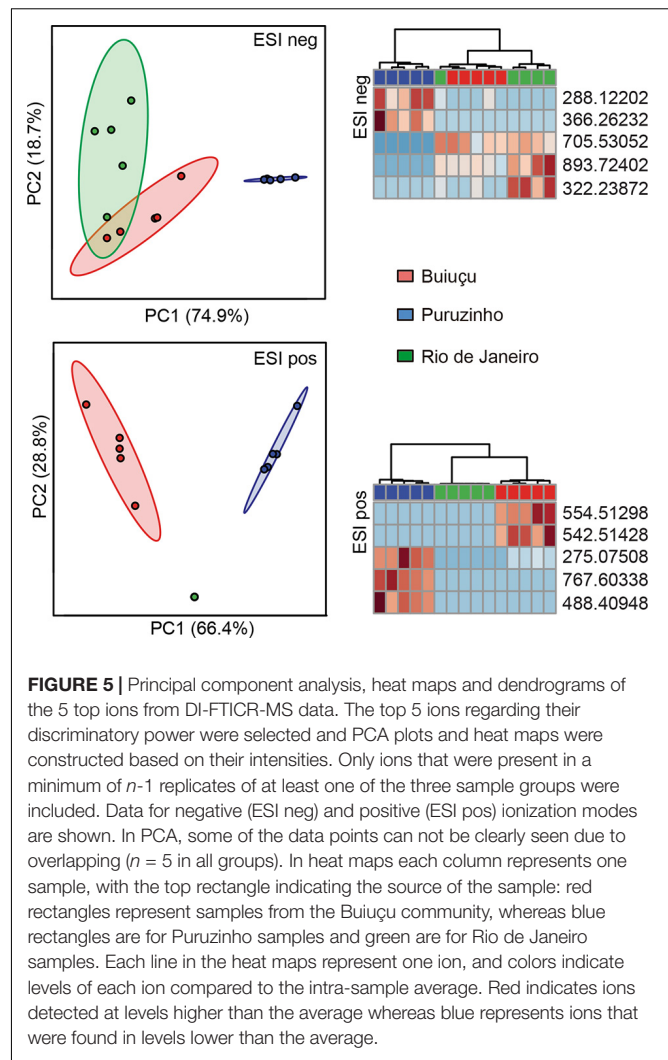 ESI neg
PC2 (18.7%)
PC1 (74.9%)
ESI neg
288.12202
366.26232
705.53052
893.72402
322.23872
Buiuçu
Puruzinho
Rio de Janeiro
ESI pos
PC2 (28.8%)
PC1 (66.4%)
ESI pos
554.51298
542.51428
275.07508
767.60338
488.40948
FIGURE 5 | Principal component analysis, heat maps and dendrograms of
the 5 top ions from DI-FTICR-MS data. The top 5 ions regarding their
discriminatory power were selected and PCA plots and heat maps were
constructed based on their intensities. Only ions that were present in a
minimum of n-1 replicates of at least one of the three sample groups were
included. Data for negative (ESI neg) and positive (ESI pos) ionization modes
are shown. In PCA, some of the data points can not be clearly seen due to
overlapping (n = 5 in all groups). In heat maps each column represents one
sample, with the top rectangle indicating the source of the sample: red
rectangles represent samples from the Buiuçu community, whereas blue
rectangles are for Puruzinho samples and green are for Rio de Janeiro
samples. Each line in the heat maps represent one ion, and colors indicate
levels of each ion compared to the intra-sample average. Red indicates ions
detected at levels higher than the average whereas blue represents ions that
were found in levels lower than the average.